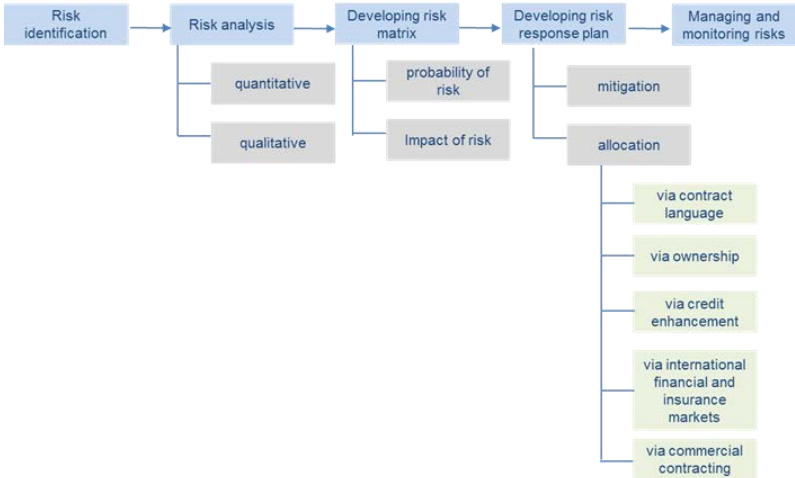 Risk
identification
Risk analysis
Developing risk
matrix
Developing risk
response plan
Managing and
monitoring risks
quantitative
qualitative
probability of
risk
Impact of risk
mitigation
allocation
via contract
language
via ownership
via credit
enhancement
via international
financial and
insurance
markets
via commercial
contracting